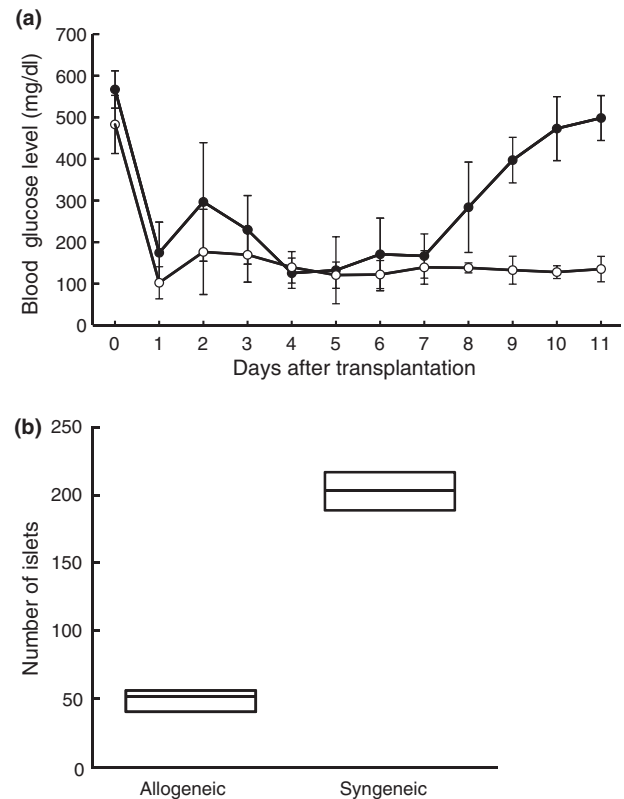 (a)
700
600
500
400
300
200
100
0
Blood glucose level (mg/dl)
0 1 2 3 4 5 6 7 8 9 10 11
Days after transplantation
(b)
250
200
150
100
50
0
Number of islets
Allogeneic Syngeneic